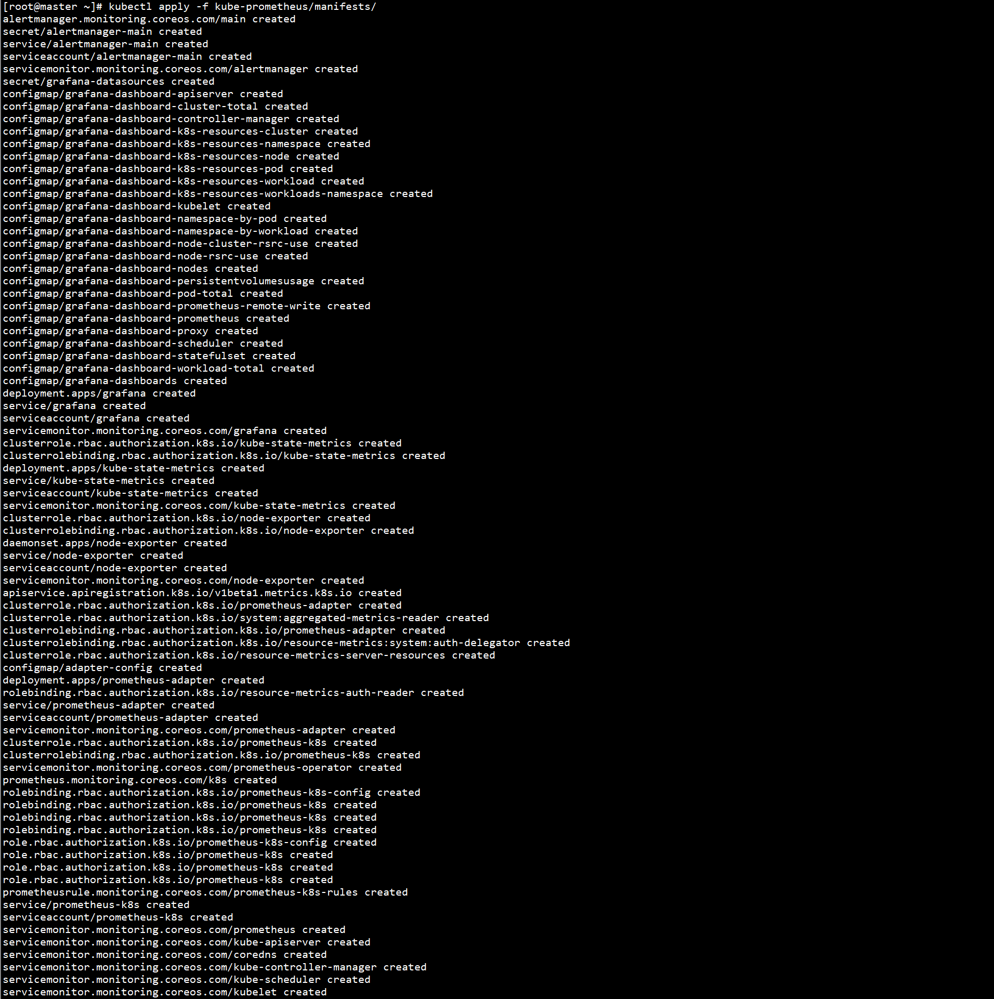 [root@master ~]# kubectl apply -f kube-prometheus/manifests/
alertmanager.monitoring.coreos.com/main created
secret/alertmanager-main created
service/alertmanager-main created
serviceaccount/alertmanager-main created
servicemonitor.monitoring.coreos.com/alertmanager created
secret/grafana-datasources created
configmap/grafana-dashboard-apiserver created
configmap/grafana-dashboard-cluster-total created
configmap/grafana-dashboard-controller-manager created
configmap/grafana-dashboard-k8s-resources-cluster created
configmap/grafana-dashboard-k8s-resources-namespace created
configmap/grafana-dashboard-k8s-resources-node created
configmap/grafana-dashboard-k8s-resources-pod created
configmap/grafana-dashboard-k8s-resources-workload created
configmap/grafana-dashboard-k8s-resources-workloads-namespace created
configmap/grafana-dashboard-kubelet created
configmap/grafana-dashboard-namespace-by-pod created
configmap/grafana-dashboard-namespace-by-workload created
configmap/grafana-dashboard-node-cluster-rsrc-use created
configmap/grafana-dashboard-node-rsrc-use created
configmap/grafana-dashboard-nodes created
configmap/grafana-dashboard-persistentvolumesusage created
configmap/grafana-dashboard-pod-total created
configmap/grafana-dashboard-prometheus-remote-write created
configmap/grafana-dashboard-prometheus created
configmap/grafana-dashboard-proxy created
configmap/grafana-dashboard-scheduler created
configmap/grafana-dashboard-statefulset created
configmap/grafana-dashboard-workload-total created
configmap/grafana-dashboards created
deployment.apps/grafana created
service/grafana created
serviceaccount/grafana created
servicemonitor.monitoring.coreos.com/grafana created
clusterrole.rbac.authorization.k8s.io/kube-state-metrics created
clusterrolebinding.rbac.authorization.k8s.io/kube-state-metrics created
deployment.apps/kube-state-metrics created
service/kube-state-metrics created
serviceaccount/kube-state-metrics created
servicemonitor.monitoring.coreos.com/kube-state-metrics created
clusterrole.rbac.authorization.k8s.io/node-exporter created
clusterrolebinding.rbac.authorization.k8s.io/node-exporter created
daemonset.apps/node-exporter created
service/node-exporter created
serviceaccount/node-exporter created
servicemonitor.monitoring.coreos.com/node-exporter created
apiservice.apiregistration.k8s.io/v1beta1.metrics.k8s.io created
clusterrole.rbac.authorization.k8s.io/prometheus-adapter created
clusterrole.rbac.authorization.k8s.io/system:aggregated-metrics-reader created
clusterrolebinding.rbac.authorization.k8s.io/prometheus-adapter created
clusterrolebinding.rbac.authorization.k8s.io/resource-metrics:system:auth-delegator created
clusterrole.rbac.authorization.k8s.io/resource-metrics-server-resources created
configmap/adapter-config created
deployment.apps/prometheus-adapter created
rolebinding.rbac.authorization.k8s.io/resource-metrics-auth-reader created
service/prometheus-adapter created
serviceaccount/prometheus-adapter created
servicemonitor.monitoring.coreos.com/prometheus-adapter created
clusterrole.rbac.authorization.k8s.io/prometheus-k8s created
clusterrolebinding.rbac.authorization.k8s.io/prometheus-k8s created
servicemonitor.monitoring.coreos.com/prometheus-operator created
prometheus.monitoring.coreos.com/k8s created
rolebinding.rbac.authorization.k8s.io/prometheus-k8s-config created
rolebinding.rbac.authorization.k8s.io/prometheus-k8s created
rolebinding.rbac.authorization.k8s.io/prometheus-k8s created
rolebinding.rbac.authorization.k8s.io/prometheus-k8s created
role.rbac.authorization.k8s.io/prometheus-k8s-config created
role.rbac.authorization.k8s.io/prometheus-k8s created
role.rbac.authorization.k8s.io/prometheus-k8s created
role.rbac.authorization.k8s.io/prometheus-k8s created
prometheusrule.monitoring.coreos.com/prometheus-k8s-rules created
service/prometheus-k8s created
serviceaccount/prometheus-k8s created
servicemonitor.monitoring.coreos.com/prometheus created
servicemonitor.monitoring.coreos.com/kube-apiserver created
servicemonitor.monitoring.coreos.com/coredns created
servicemonitor.monitoring.coreos.com/kube-controller-manager created
servicemonitor.monitoring.coreos.com/kube-scheduler created
servicemonitor.monitoring.coreos.com/kubelet created